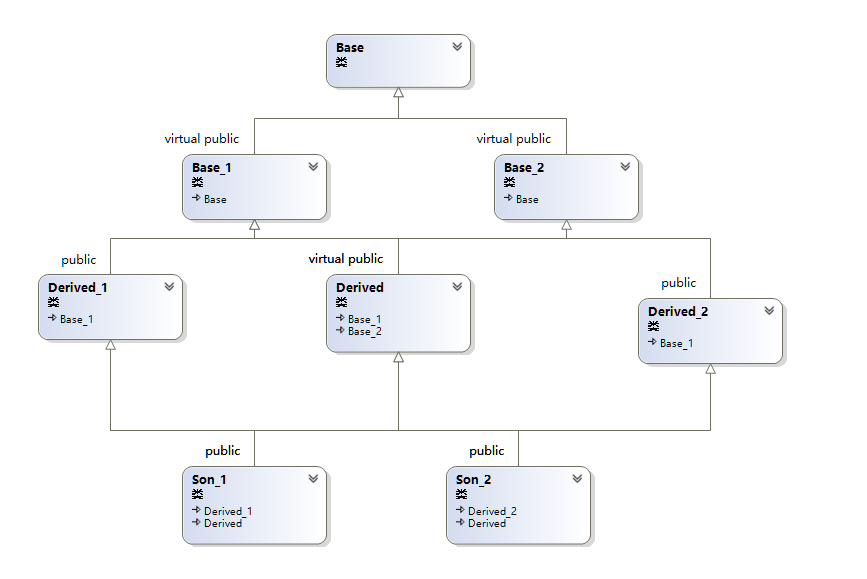 Base
virtual public
virtual public
Base_1
Base
Base_2
Base
public
virtual public
public
Derived_1
Base_1
Derived
Base_1
Base_2
Derived_2
Base_1
public
public
Son_1
Derived_1
Derived
Son_2
Derived_2
Derived